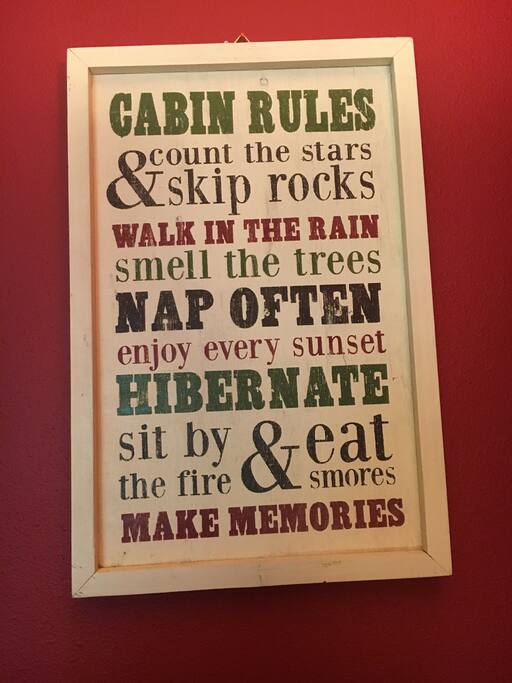 CABIN RULES
count the stars
& skip rocks
WALK IN THE RAIN
smell the trees
NAP OFTEN
enjoy every sunset
HIBERNATE
sit by & eat
the fire smores
MAKE MEMORIES